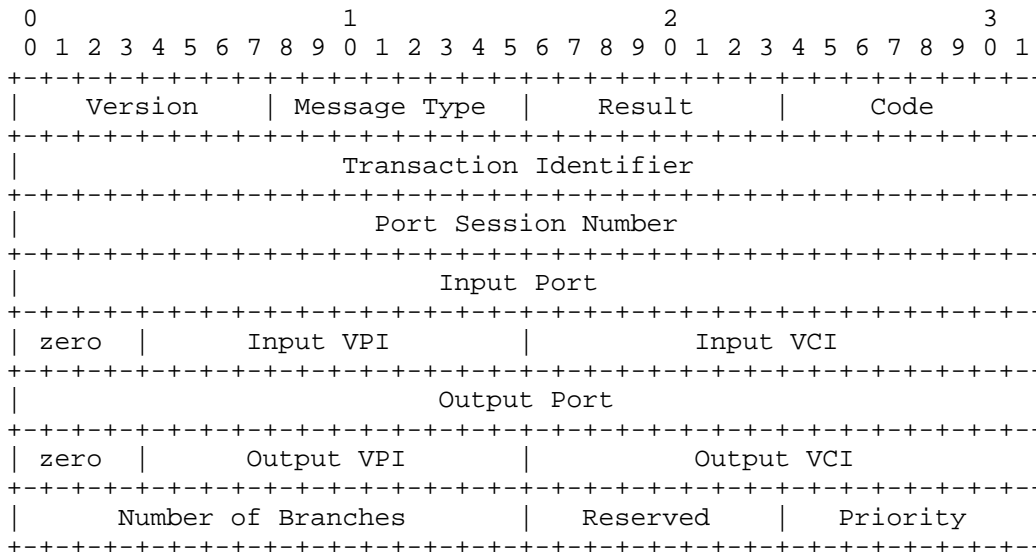 0                   1                   2                   3
 0 1 2 3 4 5 6 7 8 9 0 1 2 3 4 5 6 7 8 9 0 1 2 3 4 5 6 7 8 9 0 1
+-+-+-+-+-+-+-+-+-+-+-+-+-+-+-+-+-+-+-+-+-+-+-+-+-+-+-+-+-+-+-+-
|    Version    | Message Type  |    Result     |     Code
+-+-+-+-+-+-+-+-+-+-+-+-+-+-+-+-+-+-+-+-+-+-+-+-+-+-+-+-+-+-+-+-
|                    Transaction Identifier
+-+-+-+-+-+-+-+-+-+-+-+-+-+-+-+-+-+-+-+-+-+-+-+-+-+-+-+-+-+-+-+-
|                      Port Session Number
+-+-+-+-+-+-+-+-+-+-+-+-+-+-+-+-+-+-+-+-+-+-+-+-+-+-+-+-+-+-+-+-
|                          Input Port
+-+-+-+-+-+-+-+-+-+-+-+-+-+-+-+-+-+-+-+-+-+-+-+-+-+-+-+-+-+-+-+-
| zero  |      Input VPI        |          Input VCI
+-+-+-+-+-+-+-+-+-+-+-+-+-+-+-+-+-+-+-+-+-+-+-+-+-+-+-+-+-+-+-+-
|                          Output Port
+-+-+-+-+-+-+-+-+-+-+-+-+-+-+-+-+-+-+-+-+-+-+-+-+-+-+-+-+-+-+-+-
| zero  |      Output VPI       |          Output VCI
+-+-+-+-+-+-+-+-+-+-+-+-+-+-+-+-+-+-+-+-+-+-+-+-+-+-+-+-+-+-+-+-
|      Number of Branches       |   Reserved    |   Priority
+-+-+-+-+-+-+-+-+-+-+-+-+-+-+-+-+-+-+-+-+-+-+-+-+-+-+-+-+-+-+-+-